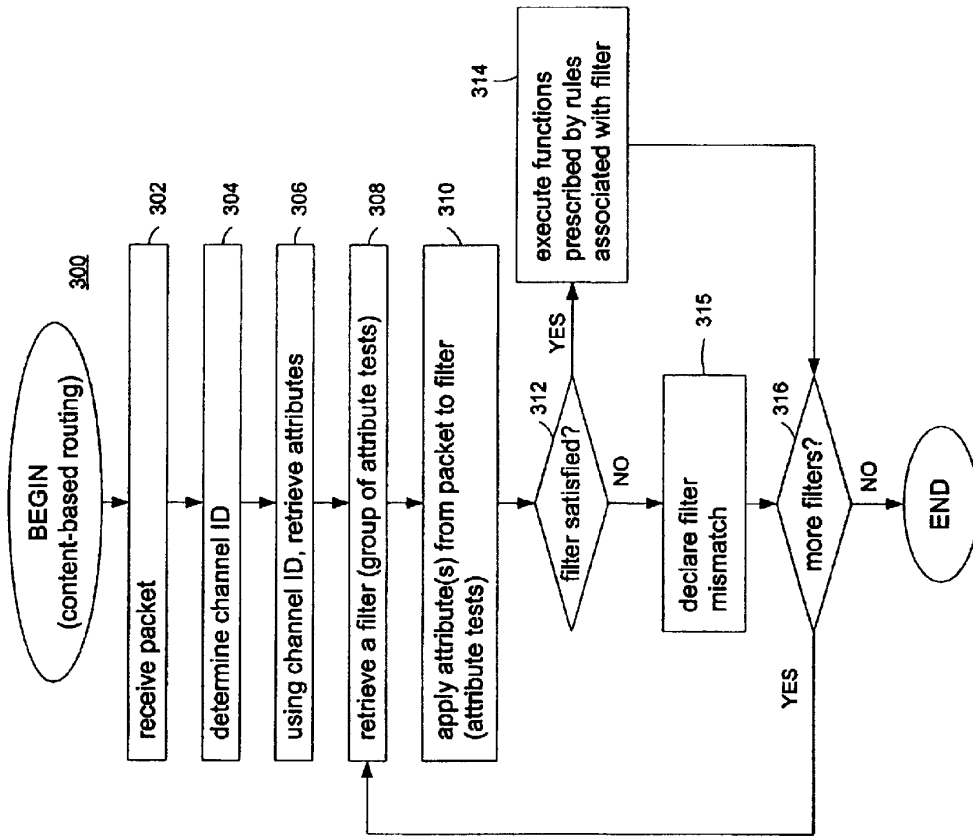 BEGIN
(content-based routing)
300
receive packet
302
determine channel ID
304
using channel ID, retrieve attributes
306
retrieve a filter (group of attribute tests)
308
apply attribute(s) from packet to filter
(attribute tests)
310
filter satisfied?
312
YES
NO
execute functions
prescribed by rules
associated with filter
314
declare filter
mismatch
315
more filters?
316
YES
NO
END